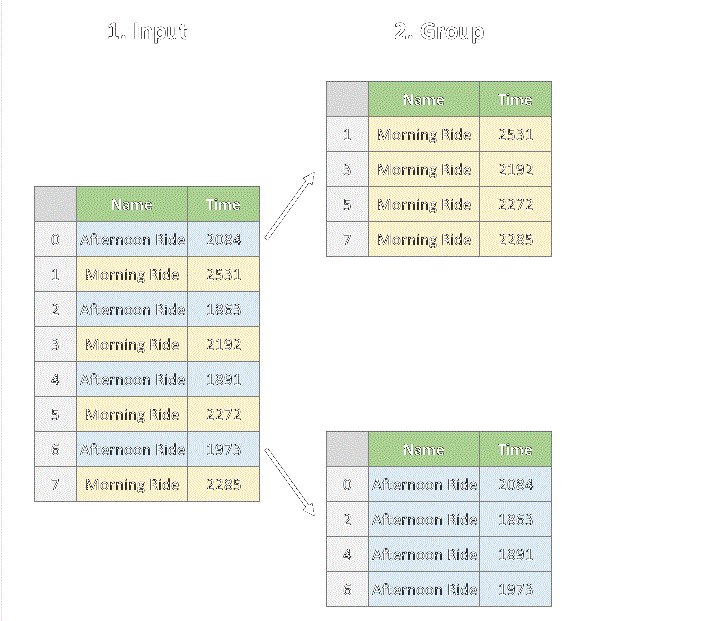 1. Input
2. Group
Name Time
1 Morning Ride 2531
3 Morning Ride 2192
5 Morning Ride 2272
7 Morning Ride 2285
Name Time
0 Afternoon Ride 2084
1 Morning Ride 2531
2 Afternoon Ride 1863
3 Morning Ride 2192
4 Afternoon Ride 1891
5 Morning Ride 2272
6 Afternoon Ride 1973
7 Morning Ride 2285
Name Time
0 Afternoon Ride 2084
2 Afternoon Ride 1863
4 Afternoon Ride 1891
6 Afternoon Ride 1973